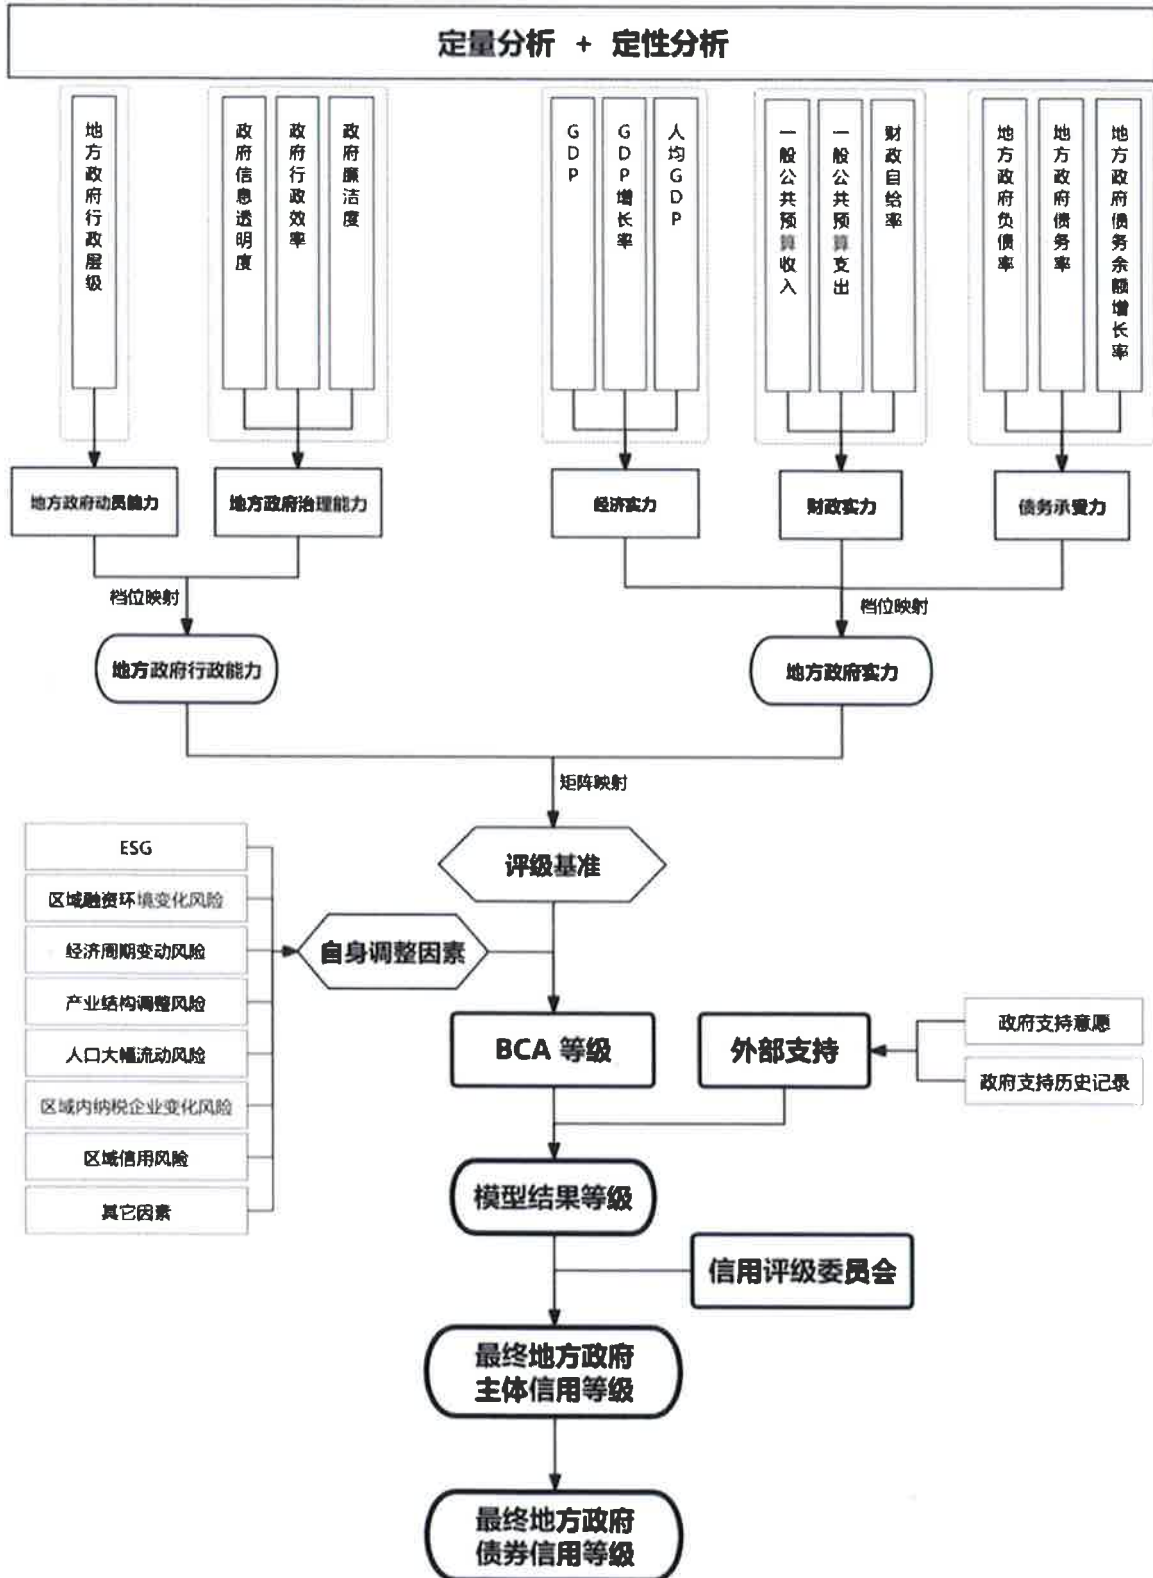 定量分析 + 定性分析
地方政府行政层级
政府信息透明度
政府行政效率
政府廉洁度
GDP
GDP增长率
人均GDP
一般公共预算收入
一般公共预算支出
财政自给率
地方政府负债率
地方政府债务率
地方政府债务余额增长率
地方政府动员能力
地方政府治理能力
经济实力
财政实力
债务承受力
档位映射
档位映射
地方政府行政能力
地方政府实力
矩阵映射
评级基准
ESG
区域融资环境变化风险
经济周期变动风险
产业结构调整风险
人口大幅流动风险
区域内纳税企业变化风险
区域信用风险
其它因素
自身调整因素
BCA 等级
外部支持
政府支持意愿
政府支持历史记录
模型结果等级
信用评级委员会
最终地方政府
主体信用等级
最终地方政府
债券信用等级